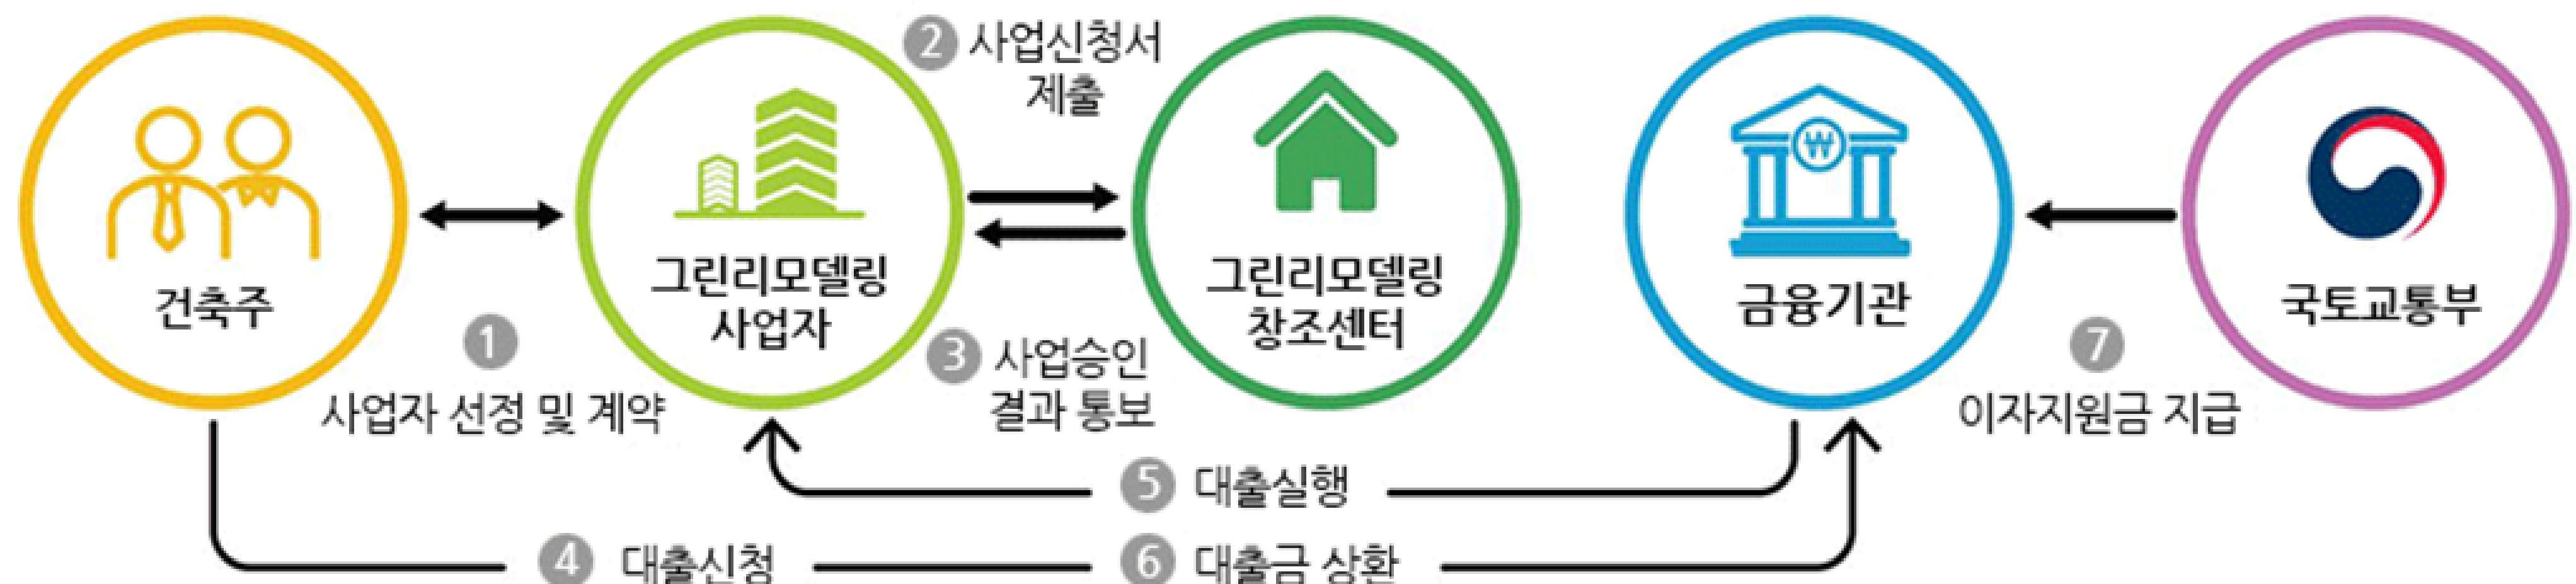 건축주
1
사업자 선정 및 계약
그린리모델링
사업자
2 사업신청서
제출
3 사업승인
결과 통보
그린리모델링
창조센터
금융기관
₩
7
이자지원금 지급
국토교통부
5 대출실행
4 대출신청
6 대출금 상환